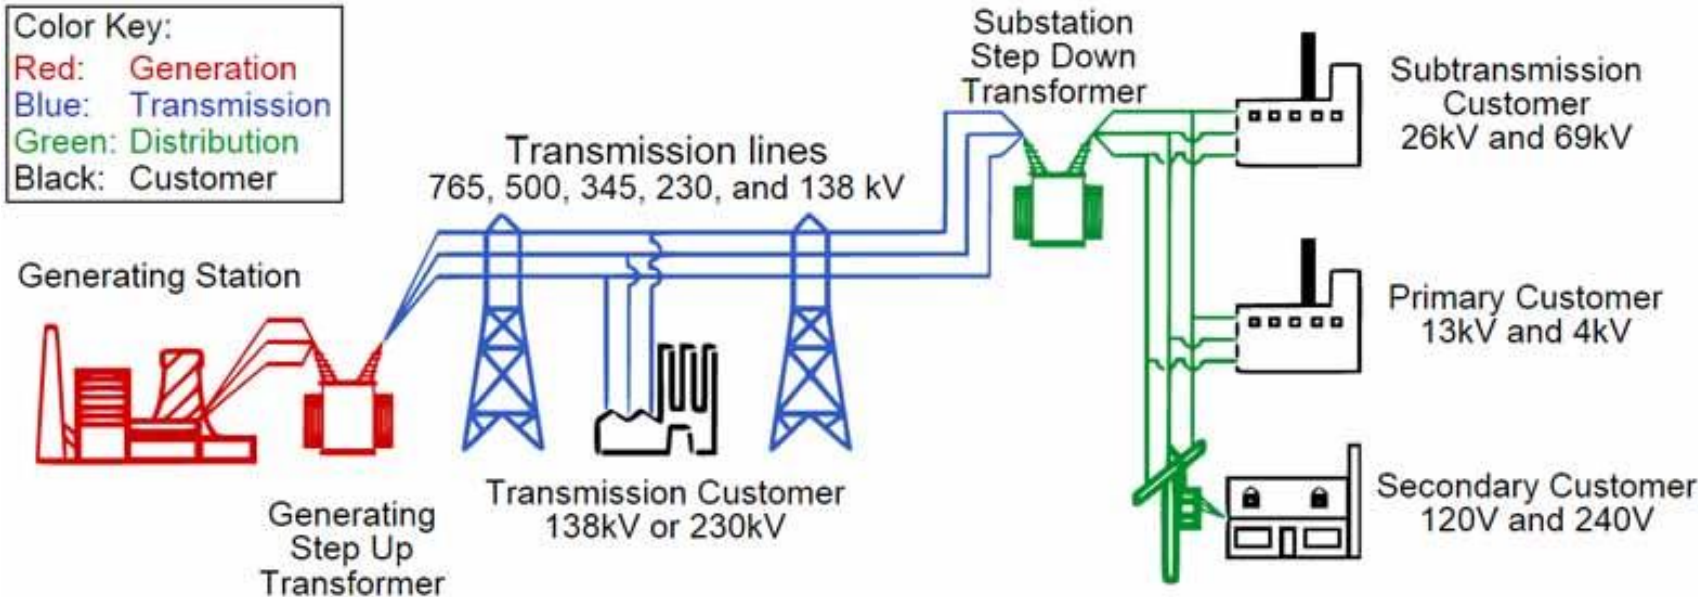 Color Key:
Red: Generation
Blue: Transmission
Green: Distribution
Black: Customer
Generating Station
Generating
Step Up
Transformer
Transmission lines
765, 500, 345, 230, and 138 kV
Transmission Customer
138kV or 230kV
Substation
Step Down
Transformer
Subtransmission
Customer
26kV and 69kV
Primary Customer
13kV and 4kV
Secondary Customer
120V and 240V